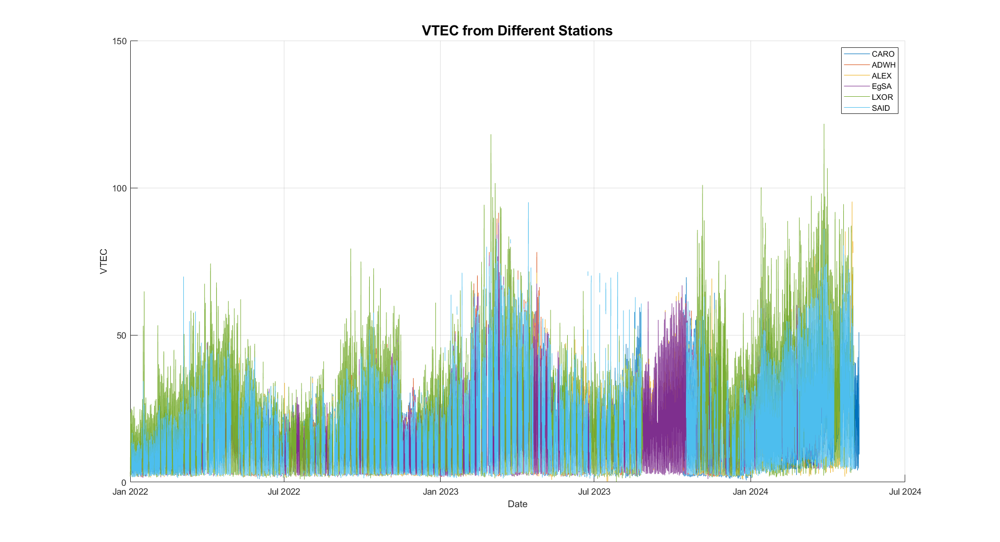 VTEC from Different Stations
150
100
50
0
VTEC
CARO
ADWH
ALEX
EgSA
LXOR
SAID
Jan 2022
Jul 2022
Jan 2023
Jul 2023
Jan 2024
Jul 2024
Date